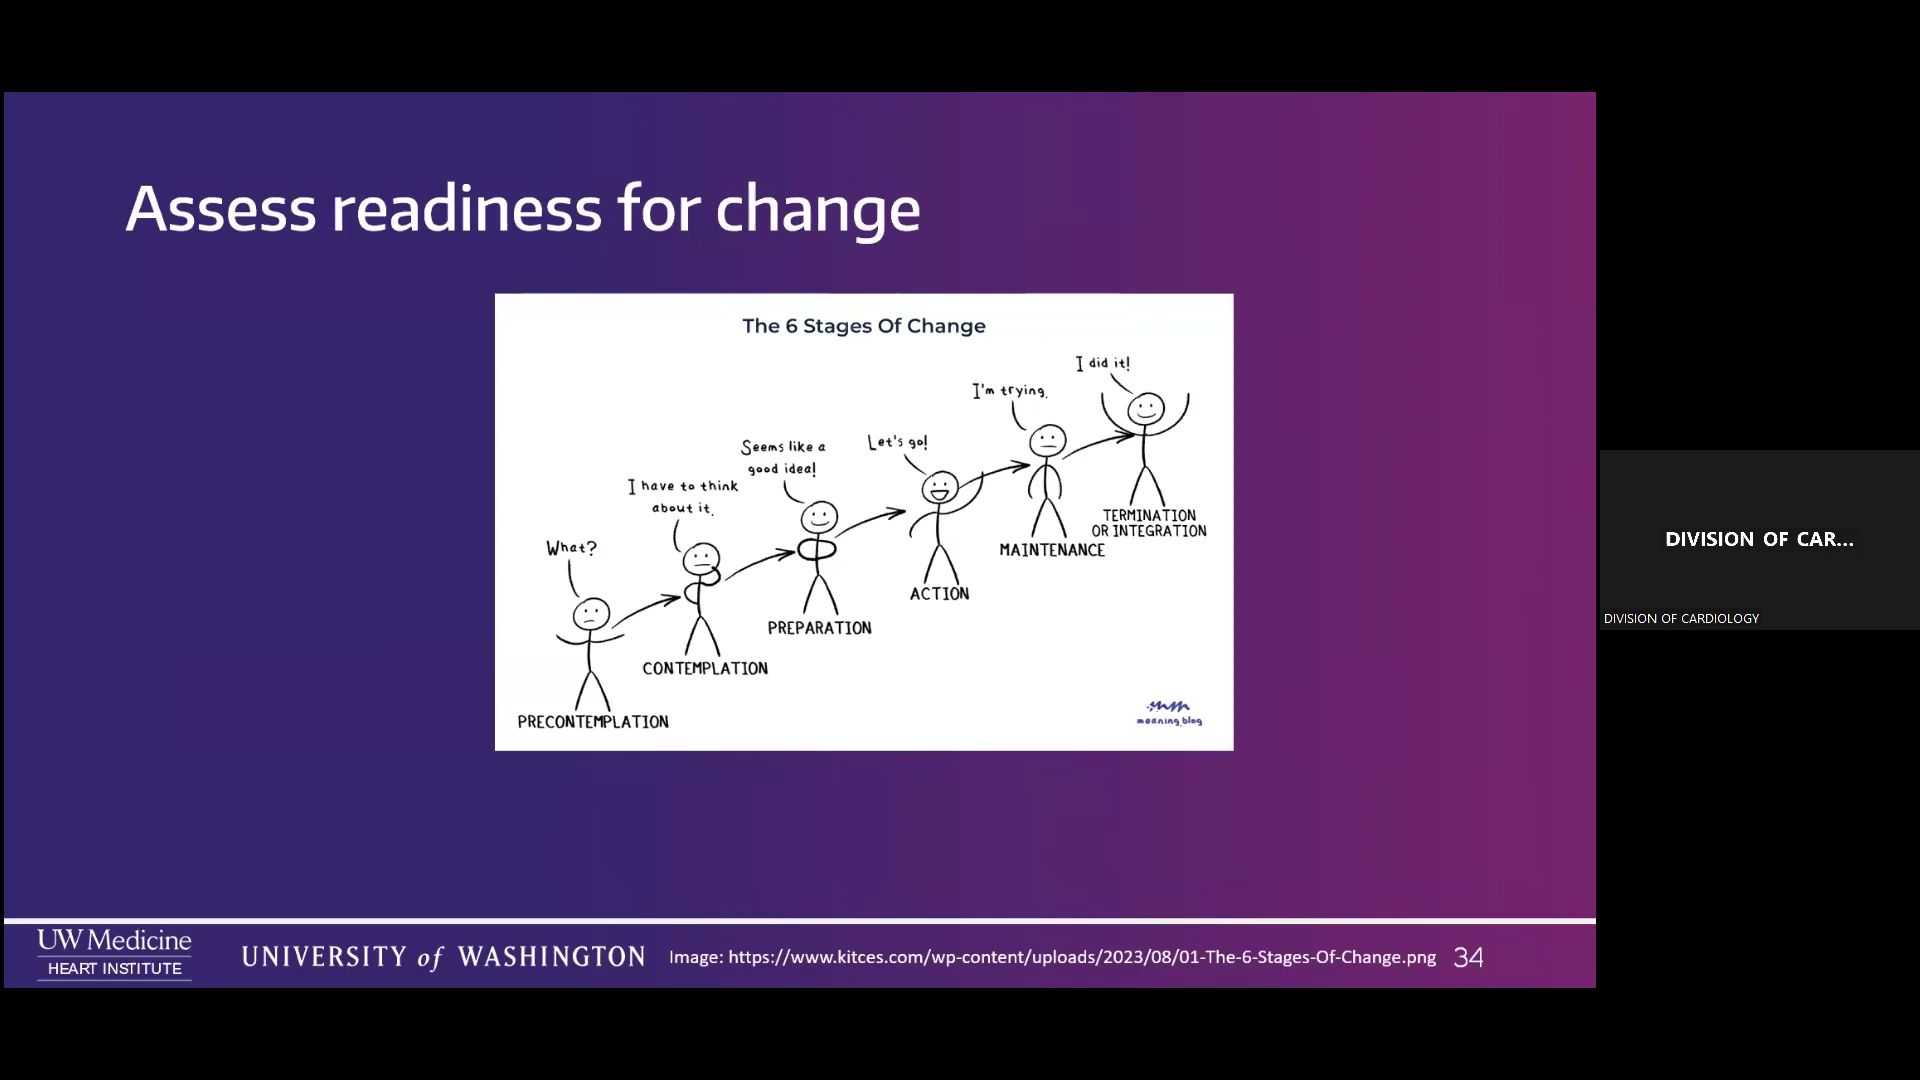 Assess readiness for change
The 6 Stages Of Change
I did it!
I'm trying.
Let's go!
Seems like a
good idea!
I have to think
about it.
What?
TERMINATION
OR INTEGRATION
MAINTENANCE
ACTION
PREPARATION
CONTEMPLATION
PRECONTEMPLATION
meaning.blog
DIVISION OF CAR...
DIVISION OF CARDIOLOGY
UW Medicine
HEART INSTITUTE
UNIVERSITY of WASHINGTON
Image: https://www.kitces.com/wp-content/uploads/2023/08/01-The-6-Stages-Of-Change.png
34